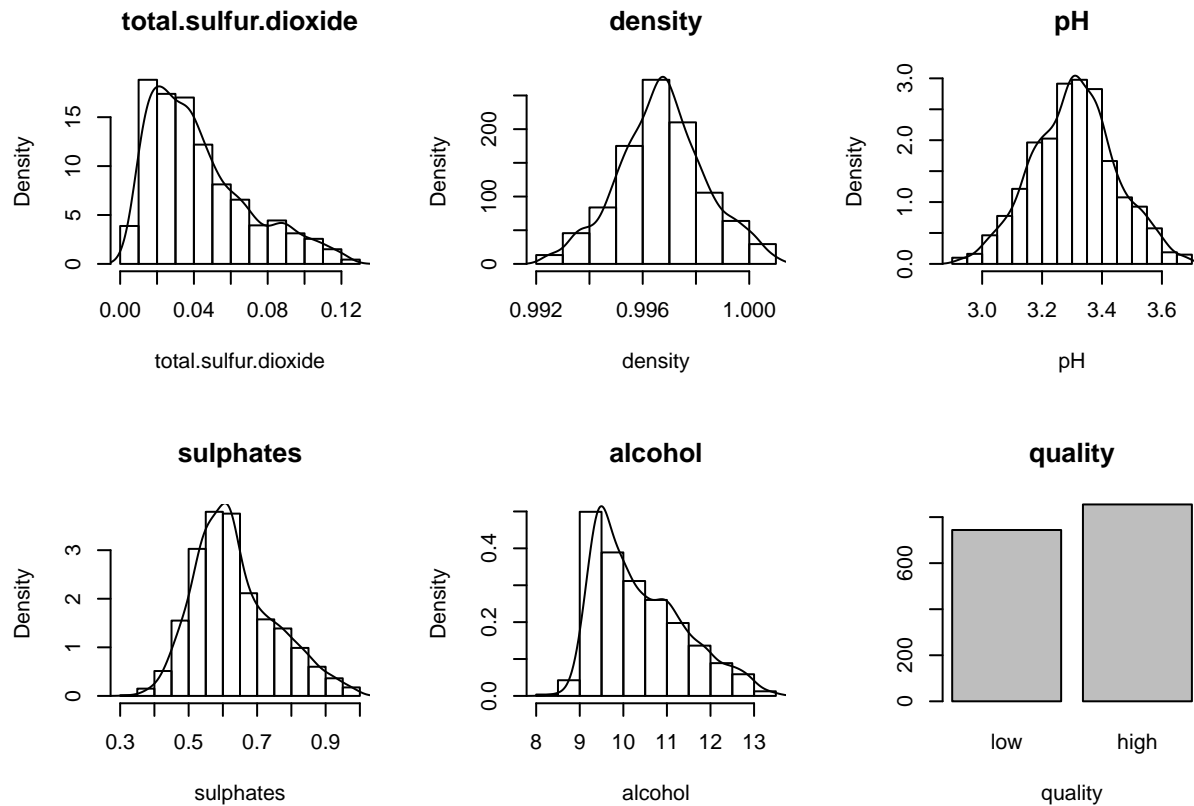 total.sulfur.dioxide
Density
0 5 10 15
0.00 0.04 0.08 0.12
total.sulfur.dioxide
density
Density
0 100 200
0.992 0.996 1.000
density
pH
Density
0.0 1.0 2.0 3.0
3.0 3.2 3.4 3.6
pH
sulphates
Density
0 1 2 3
0.3 0.5 0.7 0.9
sulphates
alcohol
Density
0.0 0.2 0.4
8 9 10 11 12 13
alcohol
quality
0 200 600
low high
quality